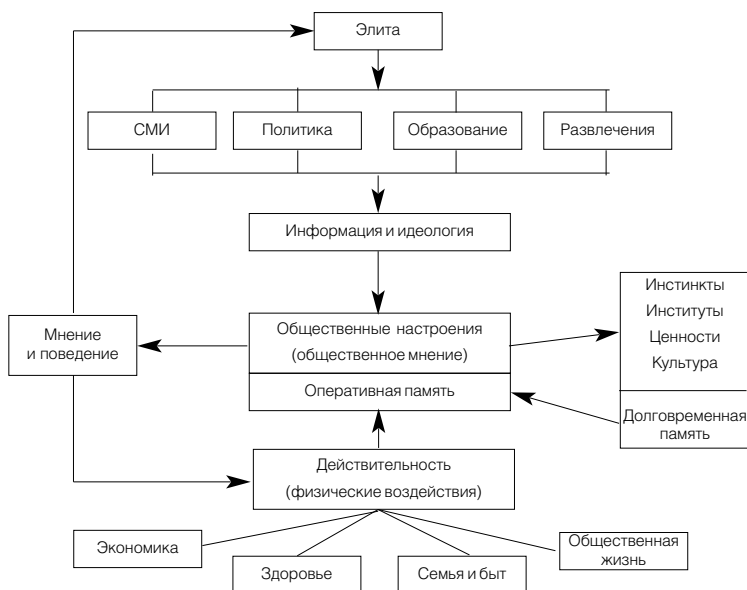 Элита
СМИ
Политика
Образование
Развлечения
Информация и идеология
Инстинкты
Институты
Ценности
Культура
Долговременная
память
Мнение
и поведение
Общественные настроения
(общественное мнение)
Оперативная память
Действительность
(физические воздействия)
Экономика
Здоровье
Семья и быт
Общественная
жизнь